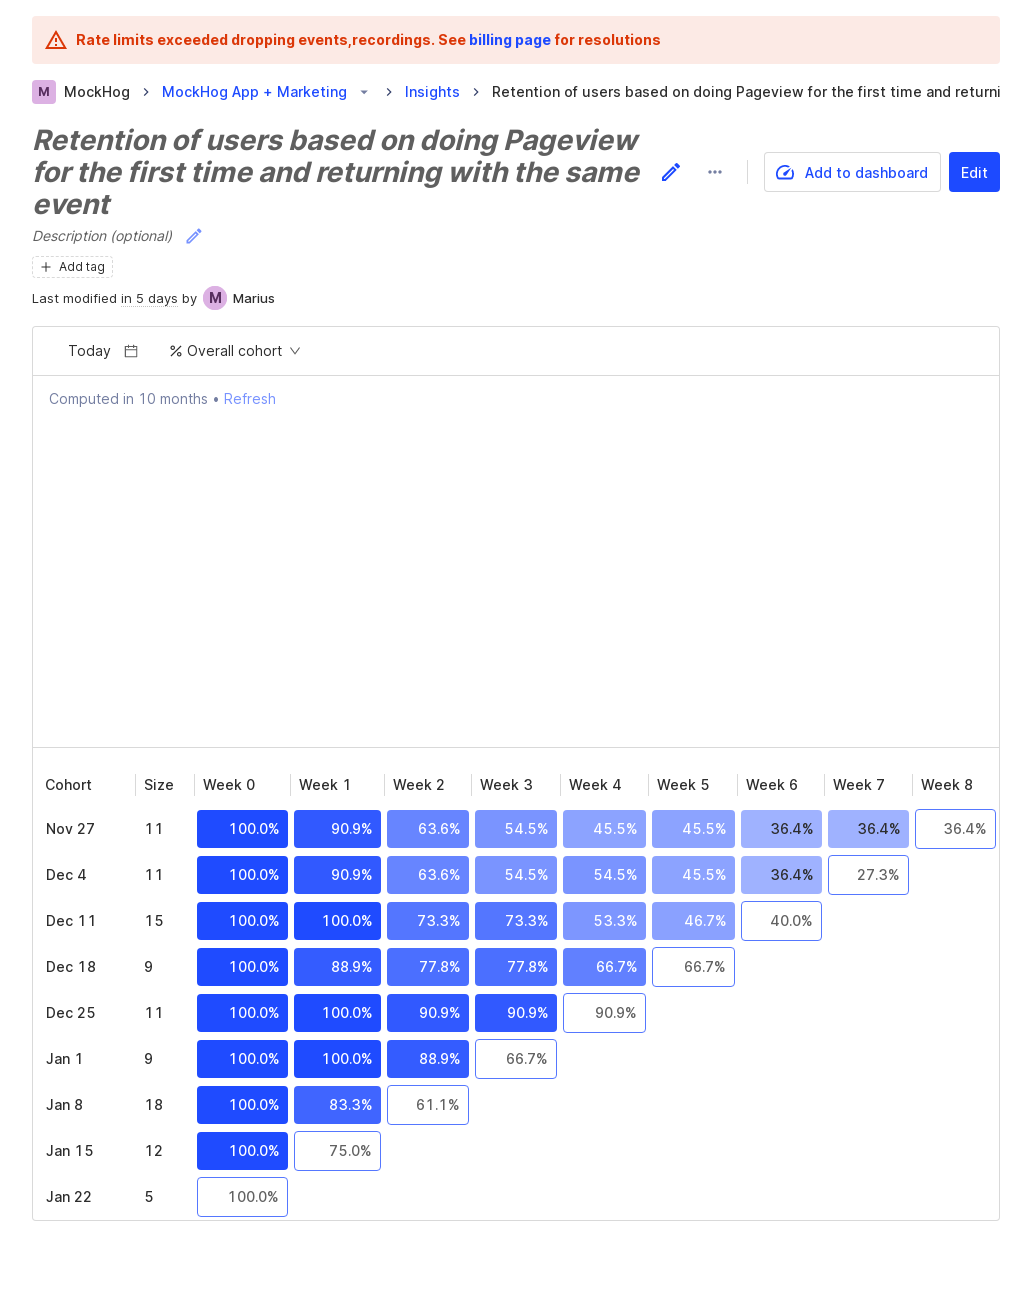 Rate limits exceeded dropping events,recordings. See billing page for resolutions
M MockHog MockHog App + Marketing Insights Retention of users based on doing Pageview for the first time and returni
Retention of users based on doing Pageview
for the first time and returning with the same
event
Add to dashboard Edit
Description (optional)
Add tag
Last modified in 5 days by M Marius
Today Overall cohort
Computed in 10 months • Refresh
Cohort Size Week 0 Week 1 Week 2 Week 3 Week 4 Week 5 Week 6 Week 7 Week 8
Nov 27 11 100.0% 90.9% 63.6% 54.5% 45.5% 45.5% 36.4% 36.4% 36.4%
Dec 4 11 100.0% 90.9% 63.6% 54.5% 54.5% 45.5% 36.4% 27.3%
Dec 11 15 100.0% 100.0% 73.3% 73.3% 53.3% 46.7% 40.0%
Dec 18 9 100.0% 88.9% 77.8% 77.8% 66.7% 66.7%
Dec 25 11 100.0% 100.0% 90.9% 90.9% 90.9%
Jan 1 9 100.0% 100.0% 88.9% 66.7%
Jan 8 18 100.0% 83.3% 61.1%
Jan 15 12 100.0% 75.0%
Jan 22 5 100.0%